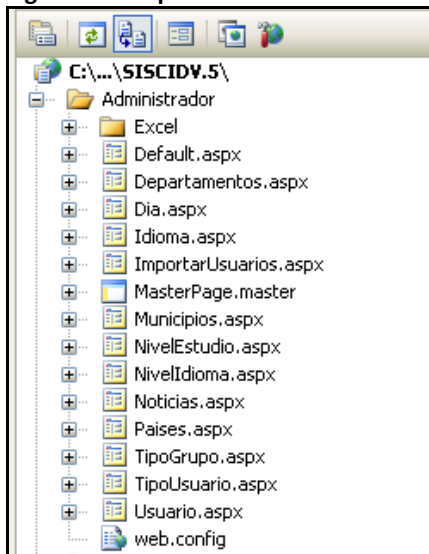 C:\...\SISCIDV.5\
Administrador
Excel
Default.aspx
Departamentos.aspx
Dia.aspx
Idioma.aspx
ImportarUsuarios.aspx
MasterPage.master
Municipios.aspx
NivelEstudio.aspx
NivelIdioma.aspx
Noticias.aspx
Paises.aspx
TipoGrupo.aspx
TipoUsuario.aspx
Usuario.aspx
web.config